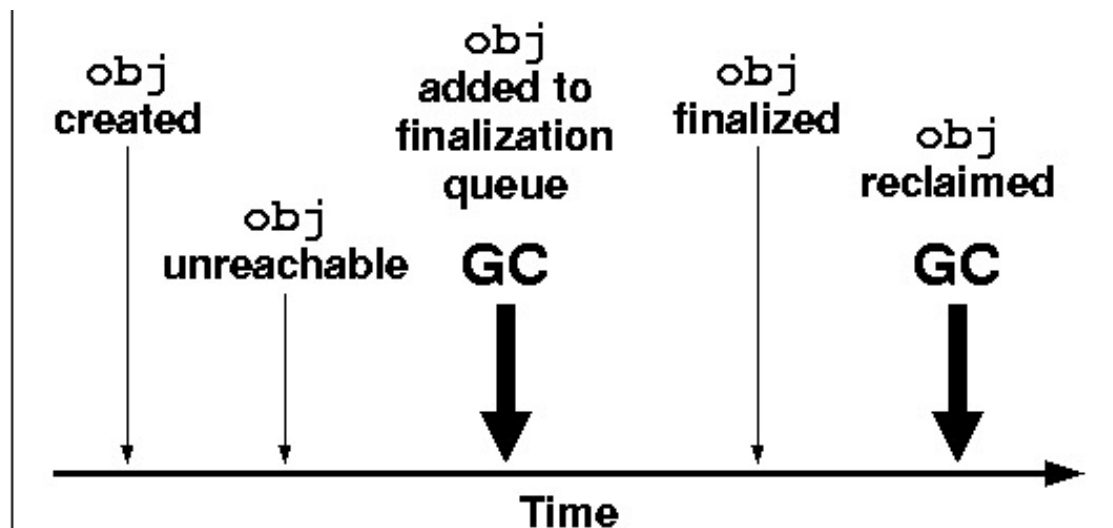 obj
created
obj
unreachable
obj
added to
finalization
queue
GC
obj
finalized
obj
reclaimed
GC
Time